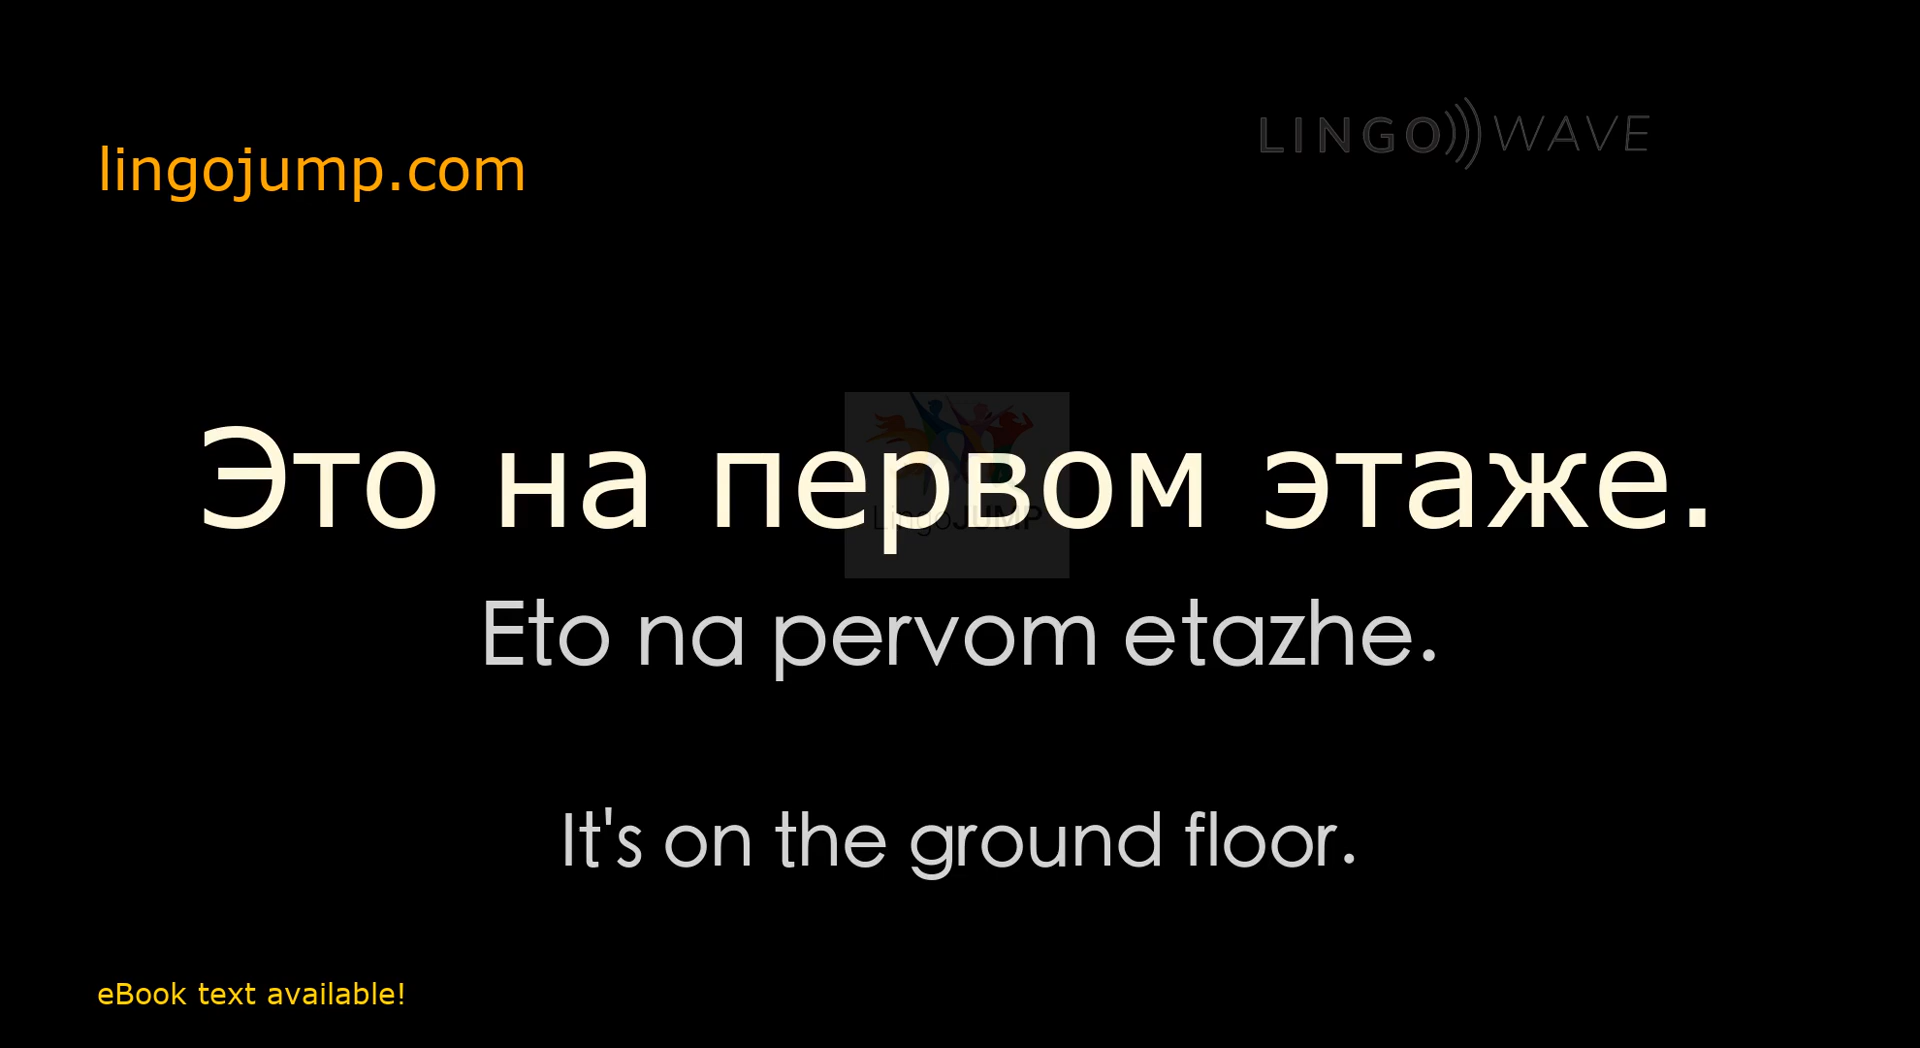 LINGO WAVE
lingojump.com
Это на первом этаже.
LingoJUMP
Eto na pervom etazhe.
It's on the ground floor.
eBook text available!